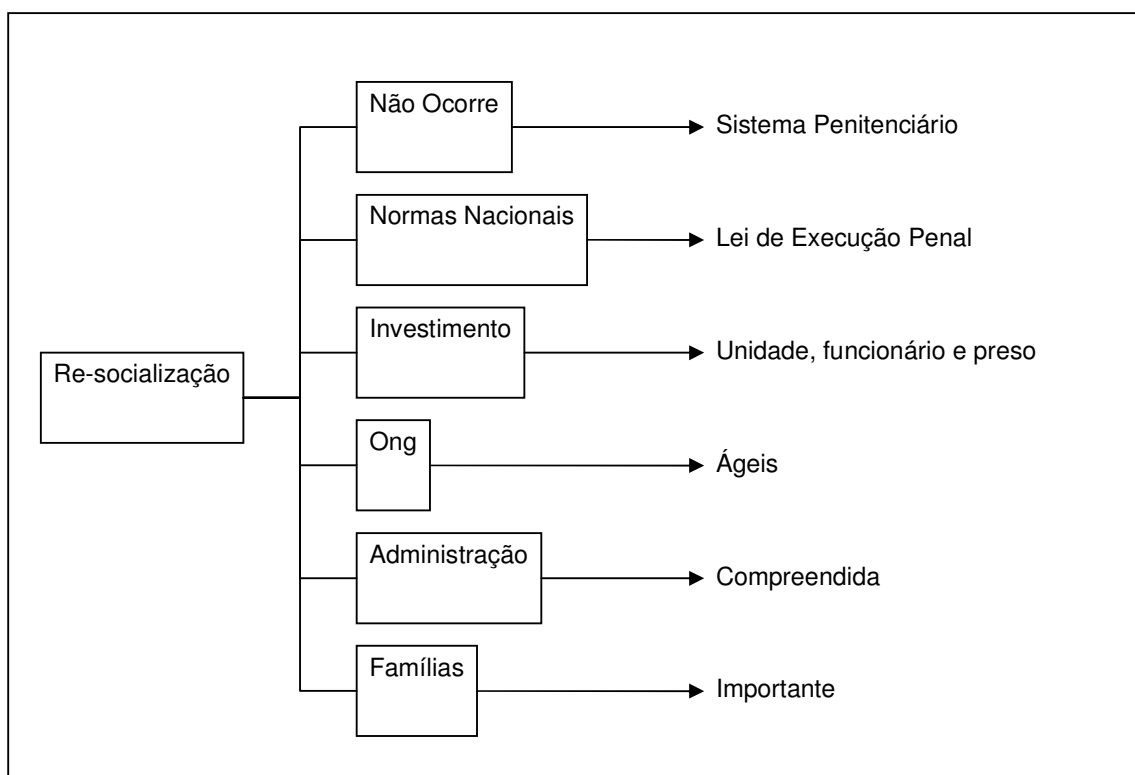 Não Ocorre
Sistema Penitenciário
Normas Nacionais
Lei de Execução Penal
Investimento
Unidade, funcionário e preso
Re-socialização
Ong
Ágeis
Administração
Compreendida
Famílias
Importante